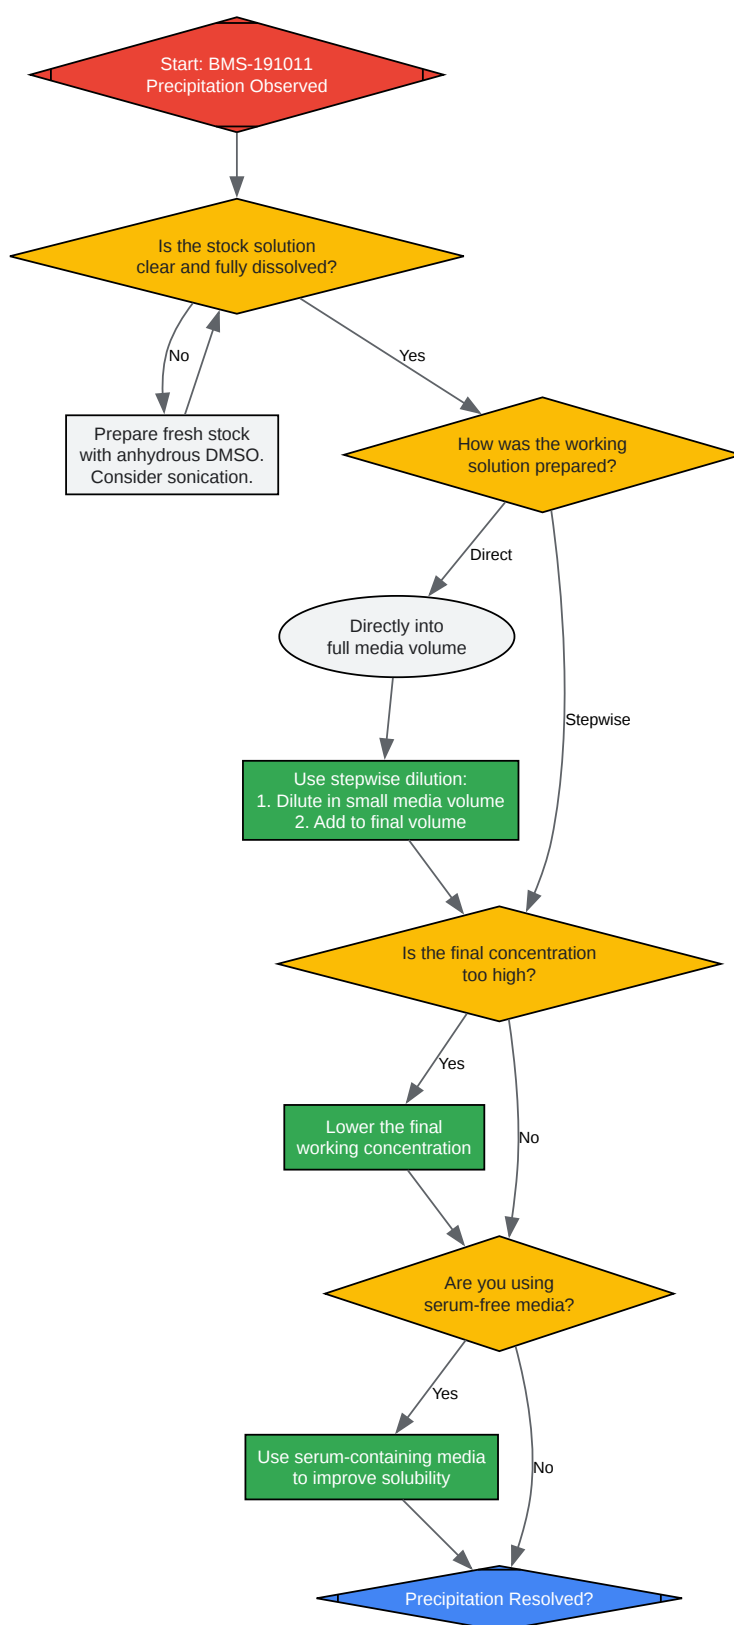 Start: BMS-191011
Precipitation Observed
Is the stock solution
clear and fully dissolved?
No
Yes
Prepare fresh stock
with anhydrous DMSO.
Consider sonication.
How was the working
solution prepared?
Direct
Directly into
full media volume
Stepwise
Use stepwise dilution:
1. Dilute in small media volume
2. Add to final volume
Is the final concentration
too high?
Yes
Lower the final
working concentration
No
Are you using
serum-free media?
Yes
Use serum-containing media
to improve solubility
No
Precipitation Resolved?